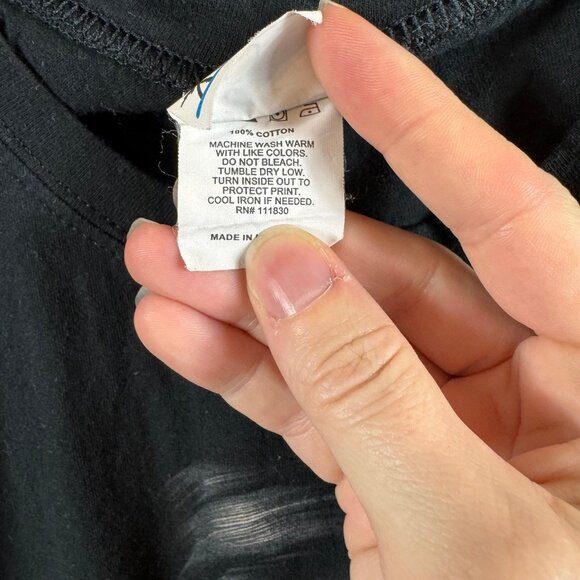 100% COTTON
MACHINE WASH WARM
WITH LIKE COLORS.
DO NOT BLEACH.
TUMBLE DRY LOW.
TURN INSIDE OUT TO
PROTECT PRINT.
COOL IRON IF NEEDED.
RN# 111830
MADE IN